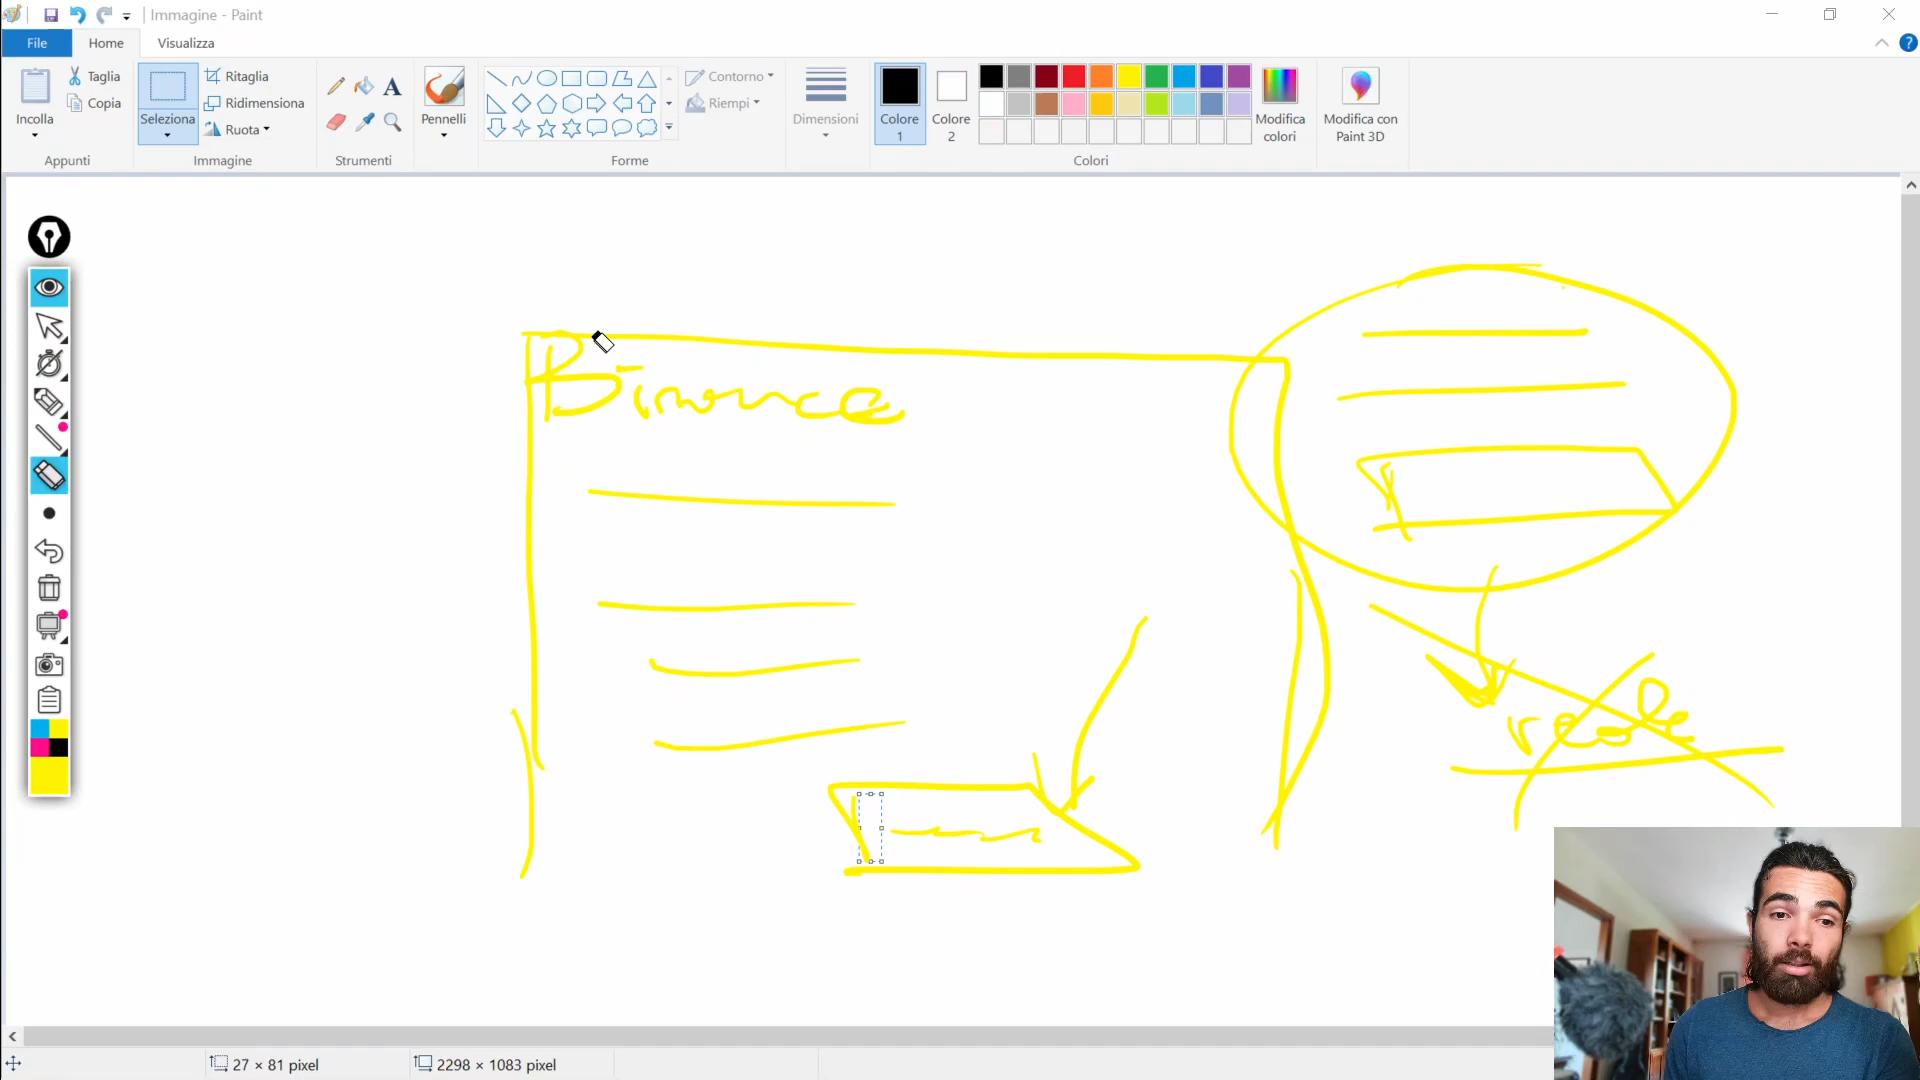 Immagine - Paint
File Home Visualizza
Incolla
Taglia
Copia
Appunti
Seleziona
Ritaglia
Ridimensiona
Ruota
Immagine
Strumenti
Pennelli
Forme
Contorno
Riempi
Dimensioni
Colore 1
Colore 2
Colori
Modifica colori
Modifica con Paint 3D
Binance
reale
27 × 81 pixel
2298 × 1083 pixel